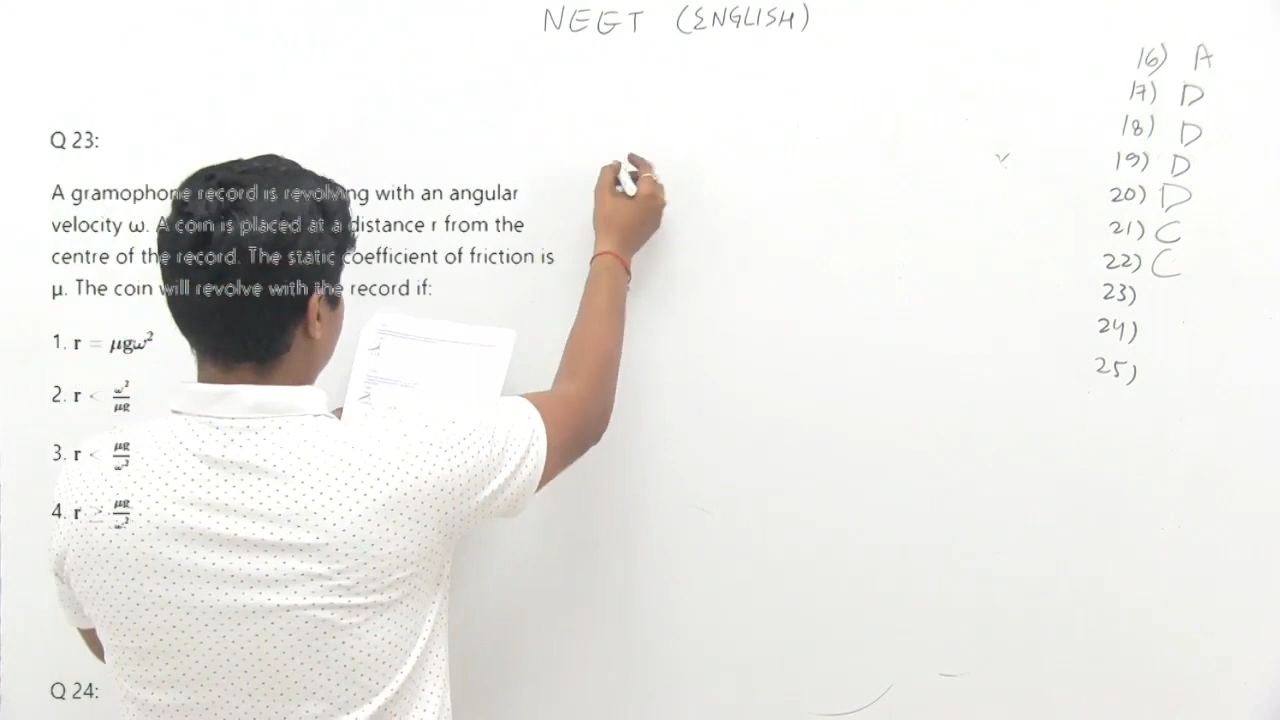 NEET (ENGLISH)
Q 23:
A gramophone record is revolving with an angular
velocity ω. A coin is placed at a distance r from the
centre of the record. The static coefficient of friction is
μ. The coin will revolve with the record if:
1. r = μgω²
2. r < ω²/μg
3. r < μg/ω²
4. r ≥ μg/ω²
Q 24:
16) A
17) D
18) D
19) D
20) D
21) C
22) C
23)
24)
25)